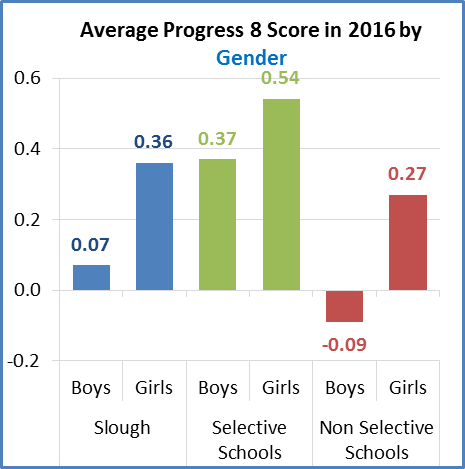 Average Progress 8 Score in 2016 by
Gender
0.6
0.4
0.2
0.0
-0.2
0.07
0.36
0.37
0.54
-0.09
0.27
Boys Girls Boys Girls Boys Girls
Slough Selective Schools Non Selective Schools